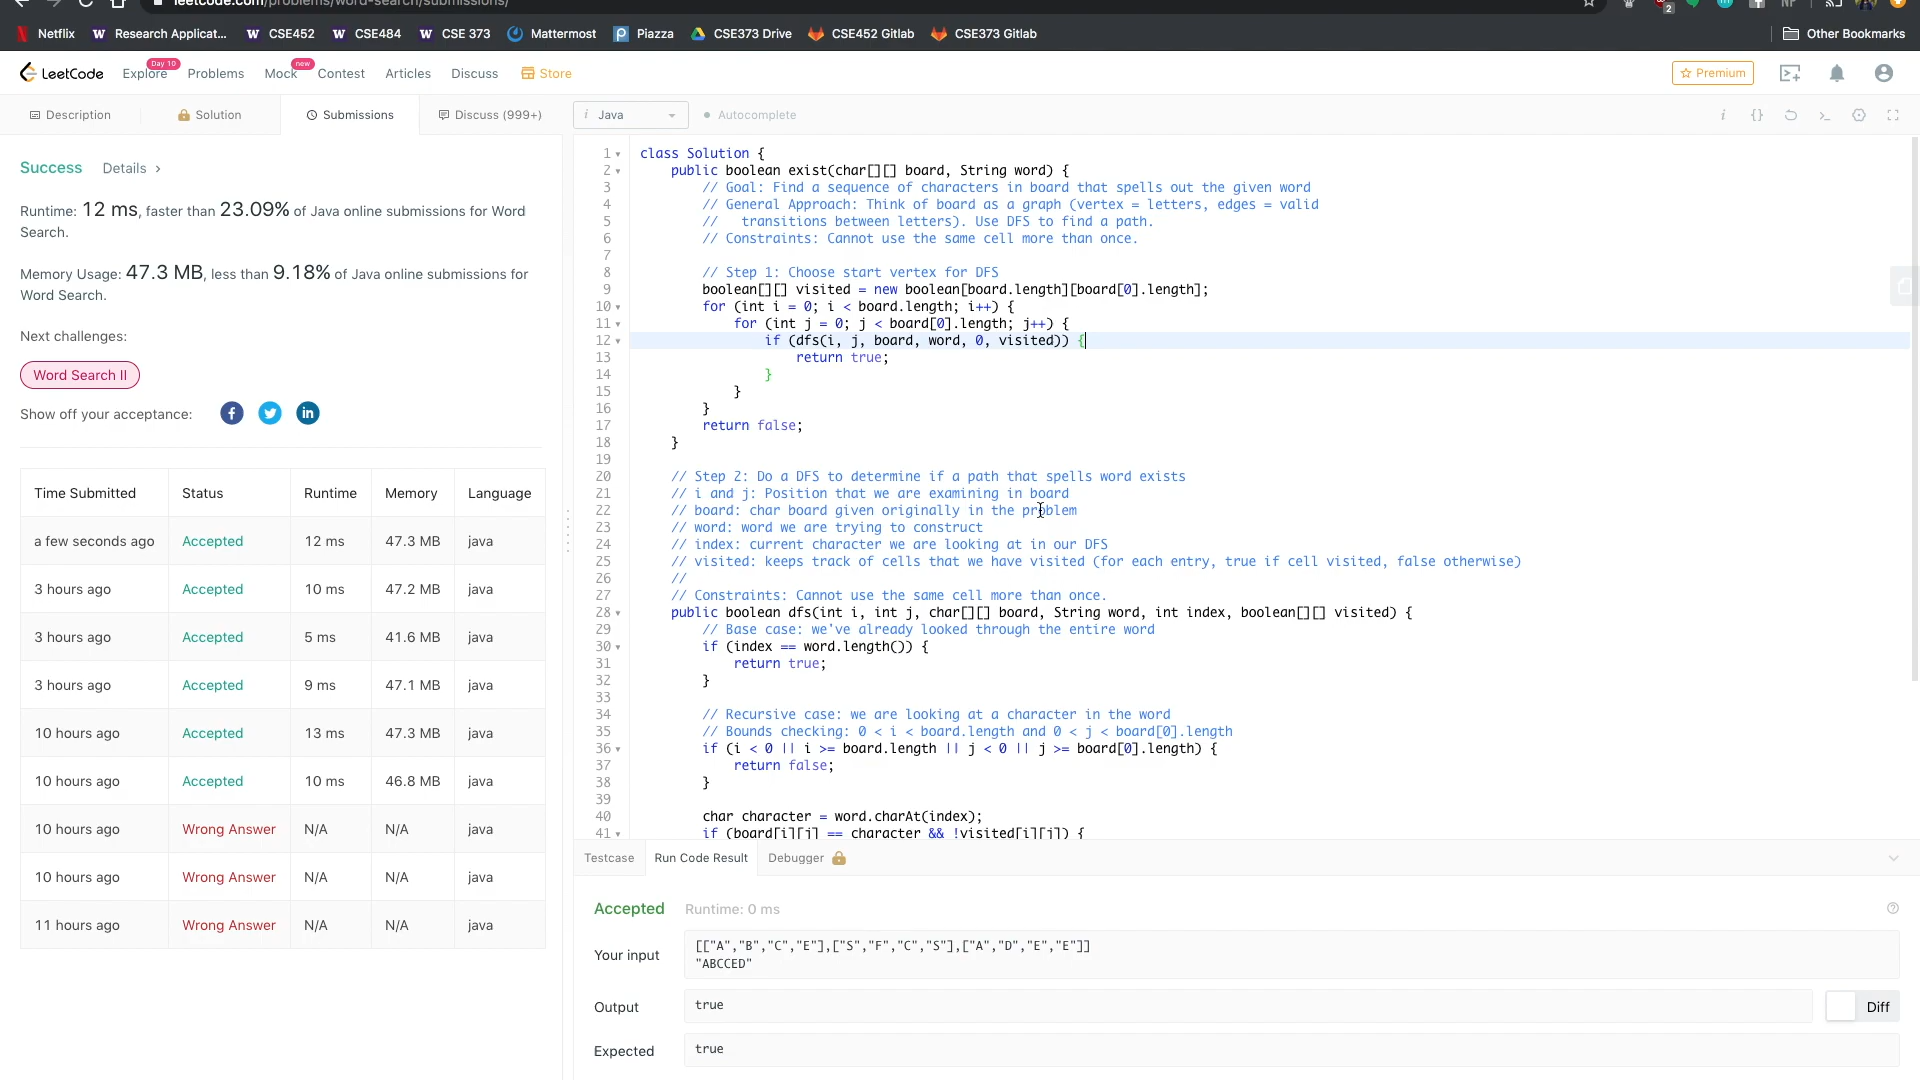 leetcode.com/problems/word-search/submissions/
2
Netflix
Research Applicat...
CSE452
CSE484
CSE 373
Mattermost
Piazza
CSE373 Drive
CSE452 Gitlab
CSE373 Gitlab
Other Bookmarks
LeetCode
Explore
Day 10
Problems
Mock
new
Contest
Articles
Discuss
Store
Premium
Description
Solution
Submissions
Discuss (999+)
i Java
Autocomplete
i {}
Success
Details ›
Runtime: 12 ms, faster than 23.09% of Java online submissions for Word
Search.
Memory Usage: 47.3 MB, less than 9.18% of Java online submissions for
Word Search.
Next challenges:
Word Search II
Show off your acceptance:
Time Submitted Status Runtime Memory Language
a few seconds ago Accepted 12 ms 47.3 MB java
3 hours ago Accepted 10 ms 47.2 MB java
3 hours ago Accepted 5 ms 41.6 MB java
3 hours ago Accepted 9 ms 47.1 MB java
10 hours ago Accepted 13 ms 47.3 MB java
10 hours ago Accepted 10 ms 46.8 MB java
10 hours ago Wrong Answer N/A N/A java
10 hours ago Wrong Answer N/A N/A java
11 hours ago Wrong Answer N/A N/A java
1 class Solution {
2 public boolean exist(char[][] board, String word) {
3 // Goal: Find a sequence of characters in board that spells out the given word
4 // General Approach: Think of board as a graph (vertex = letters, edges = valid
5 // transitions between letters). Use DFS to find a path.
6 // Constraints: Cannot use the same cell more than once.
7
8 // Step 1: Choose start vertex for DFS
9 boolean[][] visited = new boolean[board.length][board[0].length];
10 for (int i = 0; i < board.length; i++) {
11 for (int j = 0; j < board[0].length; j++) {
12 if (dfs(i, j, board, word, 0, visited)) {
13 return true;
14 }
15 }
16 }
17 return false;
18 }
19
20 // Step 2: Do a DFS to determine if a path that spells word exists
21 // i and j: Position that we are examining in board
22 // board: char board given originally in the problem
23 // word: word we are trying to construct
24 // index: current character we are looking at in our DFS
25 // visited: keeps track of cells that we have visited (for each entry, true if cell visited, false otherwise)
26 //
27 // Constraints: Cannot use the same cell more than once.
28 public boolean dfs(int i, int j, char[][] board, String word, int index, boolean[][] visited) {
29 // Base case: we've already looked through the entire word
30 if (index == word.length()) {
31 return true;
32 }
33
34 // Recursive case: we are looking at a character in the word
35 // Bounds checking: 0 < i < board.length and 0 < j < board[0].length
36 if (i < 0 || i >= board.length || j < 0 || j >= board[0].length) {
37 return false;
38 }
39
40 char character = word.charAt(index);
41 if (board[i][j] == character && !visited[i][j]) {
Testcase
Run Code Result
Debugger
Accepted
Runtime: 0 ms
Your input
[["A","B","C","E"],["S","F","C","S"],["A","D","E","E"]]
"ABCCED"
Output
true
Diff
Expected
true